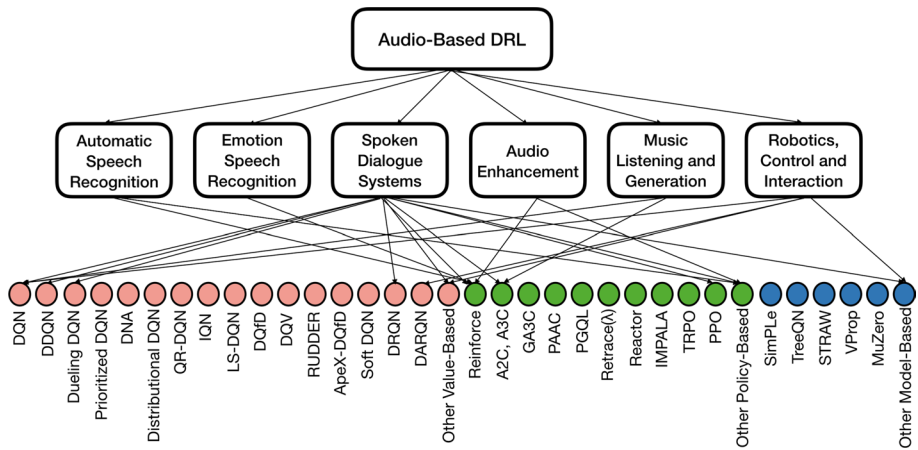 Audio-Based DRL
Automatic
Speech
Recognition
Emotion
Speech
Recognition
Spoken
Dialogue
Systems
Audio
Enhancement
Music
Listening and
Generation
Robotics,
Control and
Interaction
DQN
DDQN
Dueling DQN
Prioritized DQN
DNA
Distributional DQN
QR-DQN
IQN
LS-DQN
DQfD
DQV
RUDDER
ApeX-DQfD
Soft DQN
DRQN
DARQN
Other Value-Based
Reinforce
A2C, A3C
GA3C
PAAC
PGQL
Retrace(λ)
Reactor
IMPALA
TRPO
PPO
Other Policy-Based
SimPLe
TreeQN
STRAW
VProp
MuZero
Other Model-Based